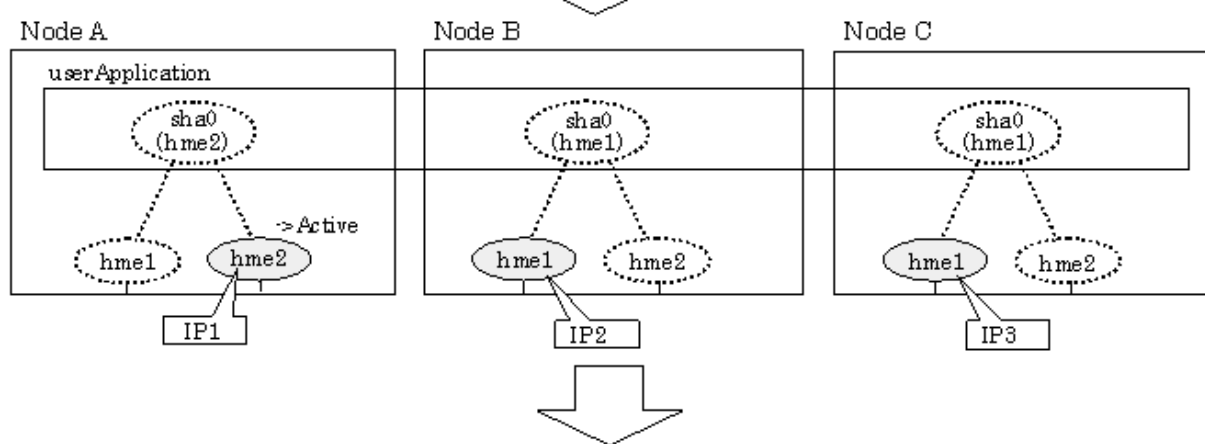 Node A
Node B
Node C
userApplication
sha0
(hme2)
sha0
(hme1)
sha0
(hme1)
->Active
hme1
hme2
hme1
hme2
hme1
hme2
IP1
IP2
IP3